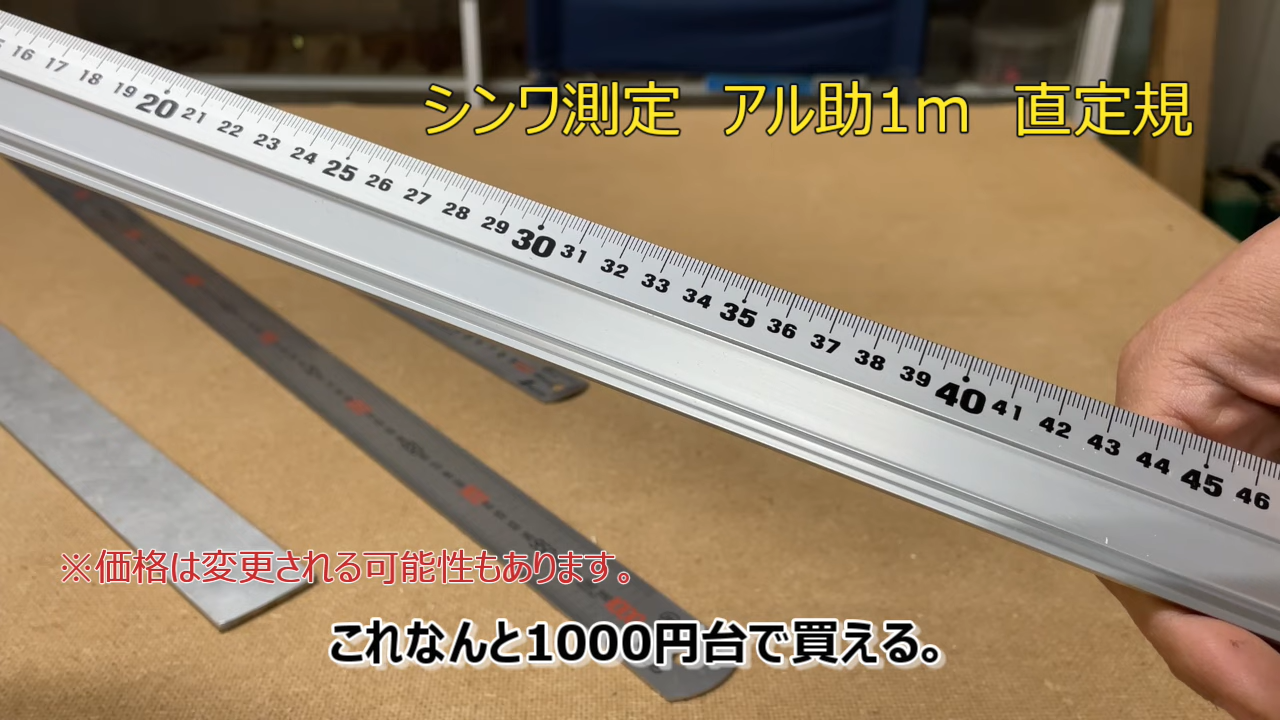 シンワ測定　アル助1m　直定規
16 17 18 19 20 21 22 23 24 25 26 27 28 29 30 31 32 33 34 35 36 37 38 39 40 41 42 43 44 45 46
※価格は変更される可能性もあります。
これなんと1000円台で買える。